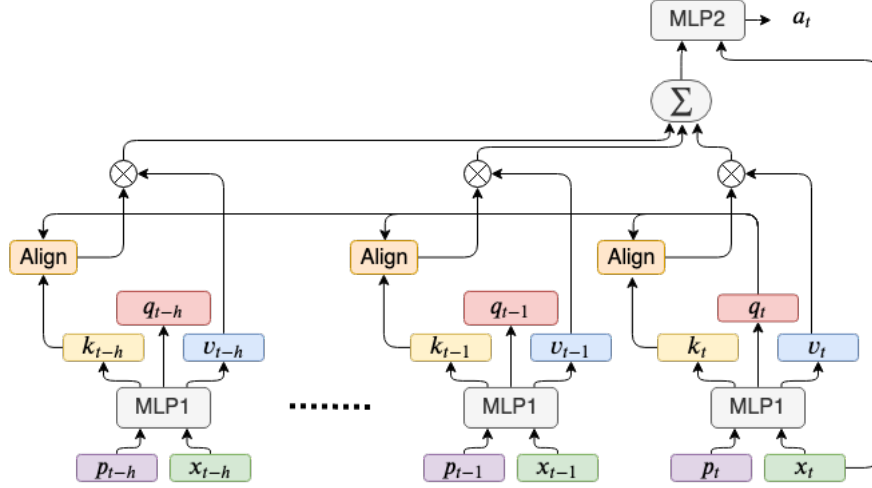 MLP2 a_t
Σ
Align Align Align
q_{t-h} q_{t-1} q_t
k_{t-h} v_{t-h} k_{t-1} v_{t-1} k_t v_t
MLP1 MLP1 MLP1
p_{t-h} x_{t-h} p_{t-1} x_{t-1} p_t x_t